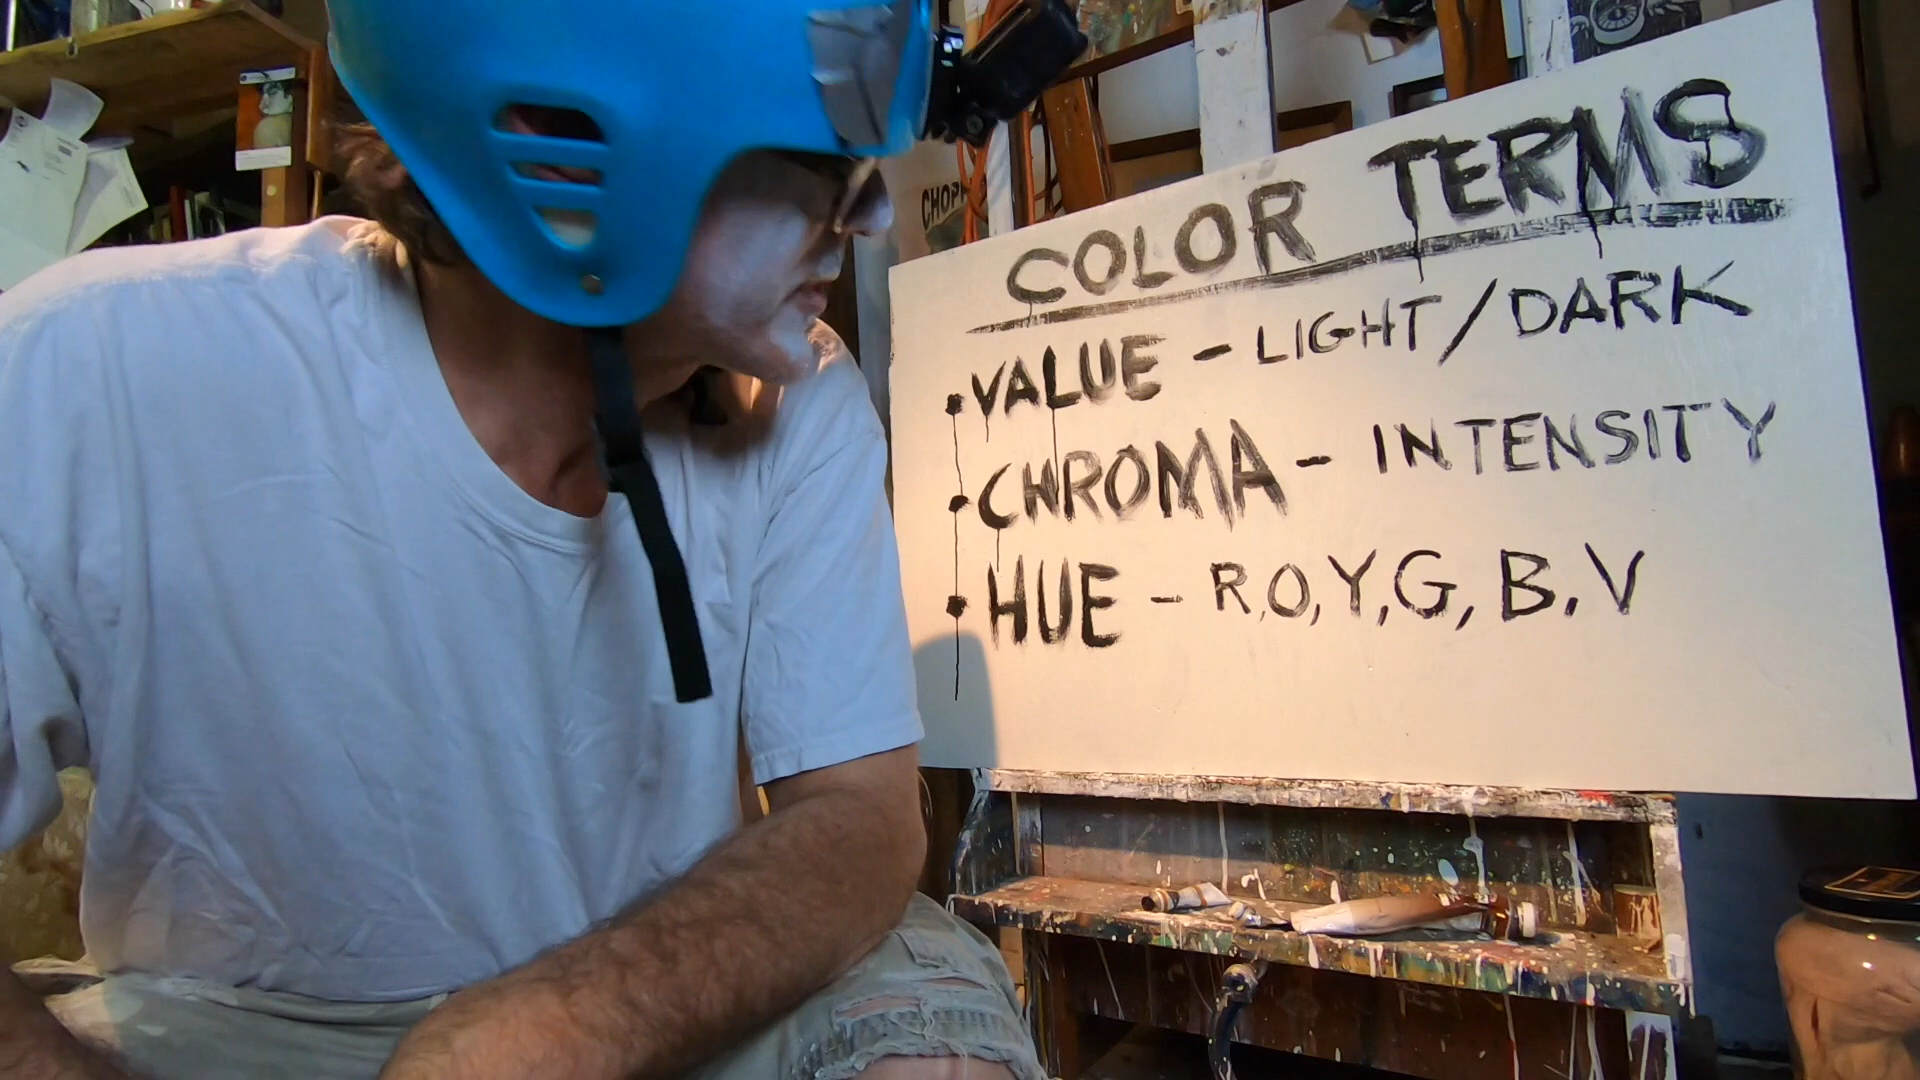 COLOR TERMS
• VALUE - LIGHT/DARK
• CHROMA - INTENSITY
• HUE - R,O,Y,G,B.V